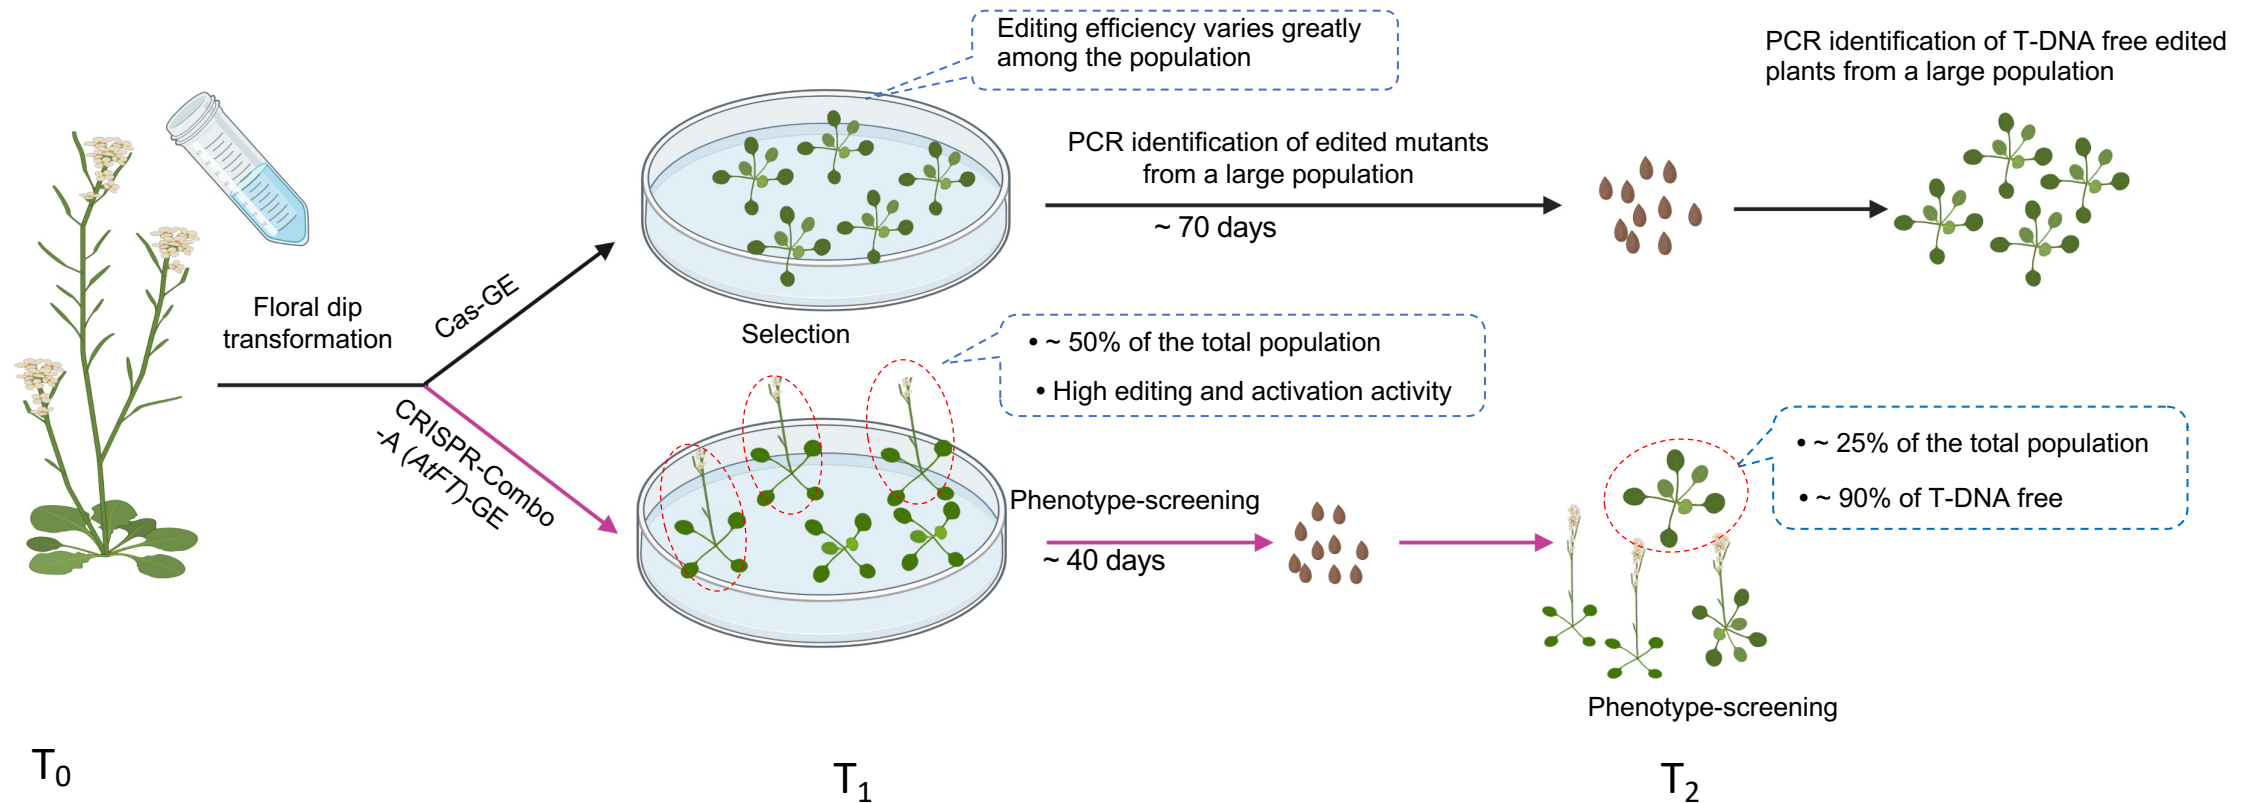 Editing efficiency varies greatly
among the population
PCR identification of T-DNA free edited
plants from a large population
PCR identification of edited mutants
from a large population
~ 70 days
Floral dip
transformation
Cas-GE
Selection
CRISPR-Combo
-A (AtFT)-GE
• ~ 50% of the total population
• High editing and activation activity
Phenotype-screening
~ 40 days
• ~ 25% of the total population
• ~ 90% of T-DNA free
Phenotype-screening
T₀
T₁
T₂